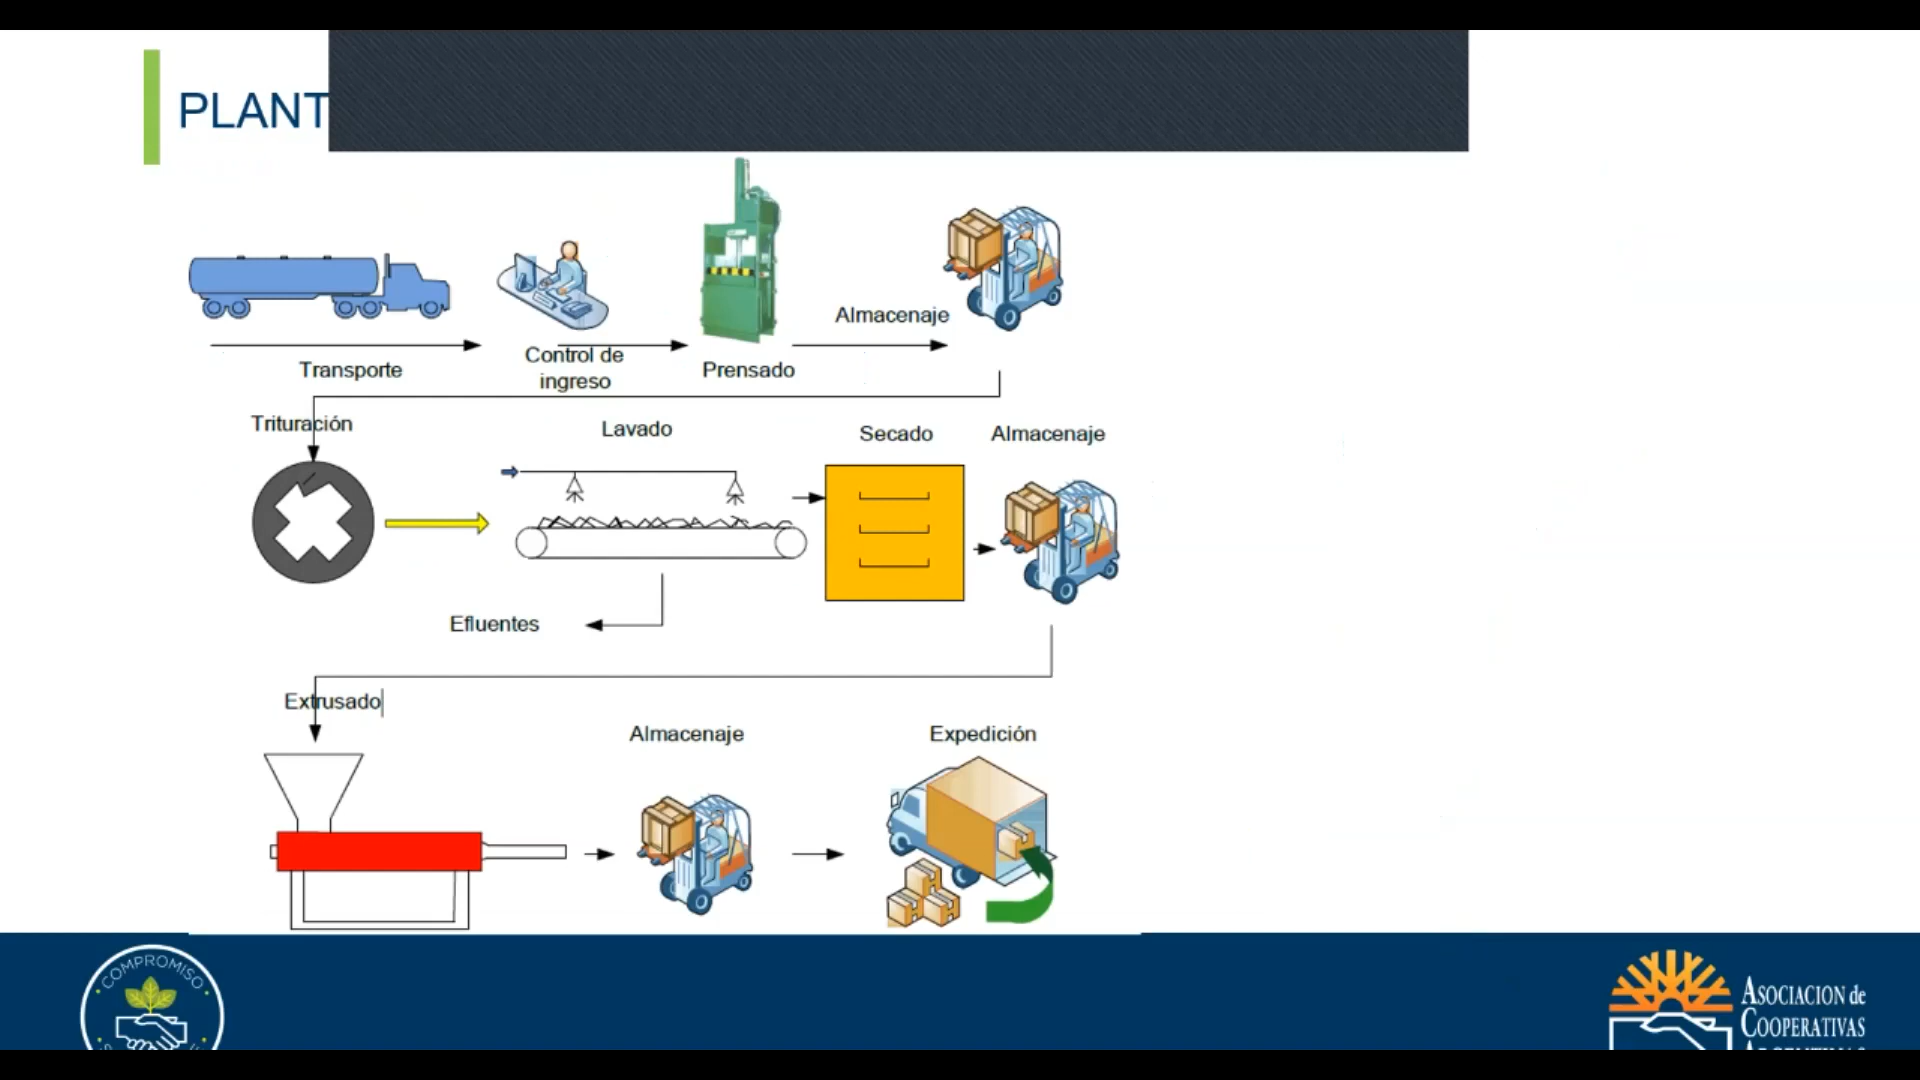 PLANT
Almacenaje
Transporte
Control de
ingreso
Prensado
Trituración
Lavado
Secado
Almacenaje
Efluentes
Extrusado
Almacenaje
Expedición
COMPROMISO
ASOCIACION de
COOPERATIVAS